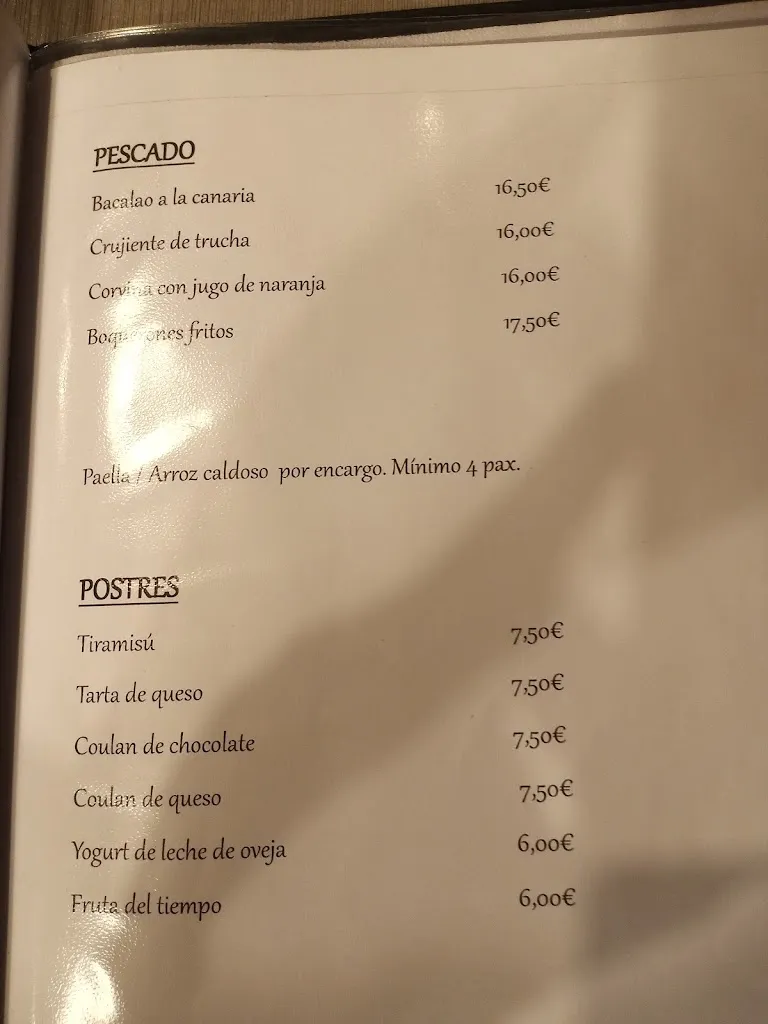 PESCADO
Bacalao a la canaria 16,50€
Crujiente de trucha 16,00€
Corvina con jugo de naranja 16,00€
Boquerones fritos 17,50€
Paella / Arroz caldoso por encargo. Mínimo 4 pax.
POSTRES
Tiramisú 7,50€
Tarta de queso 7,50€
Coulan de chocolate 7,50€
Coulan de queso 7,50€
Yogurt de leche de oveja 6,00€
Fruta del tiempo 6,00€